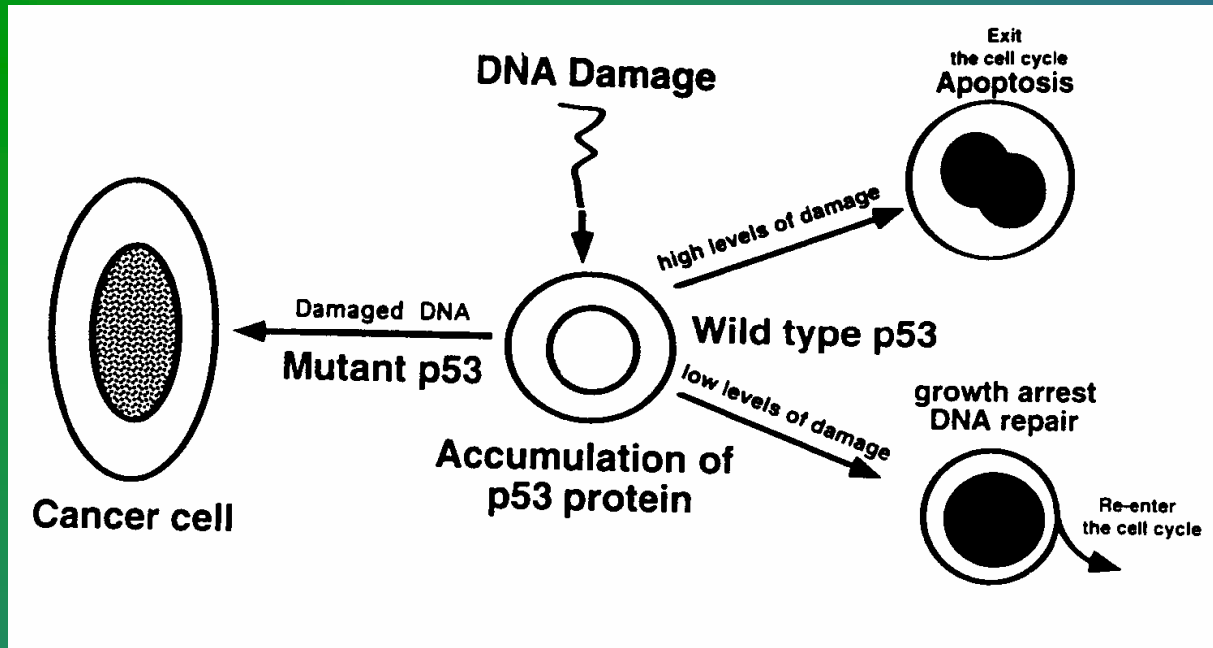 DNA Damage
Exit
the cell cycle
Apoptosis
high levels of damage
Damaged DNA
Mutant p53
Wild type p53
low levels of damage
growth arrest
DNA repair
Accumulation of
p53 protein
Cancer cell
Re-enter
the cell cycle